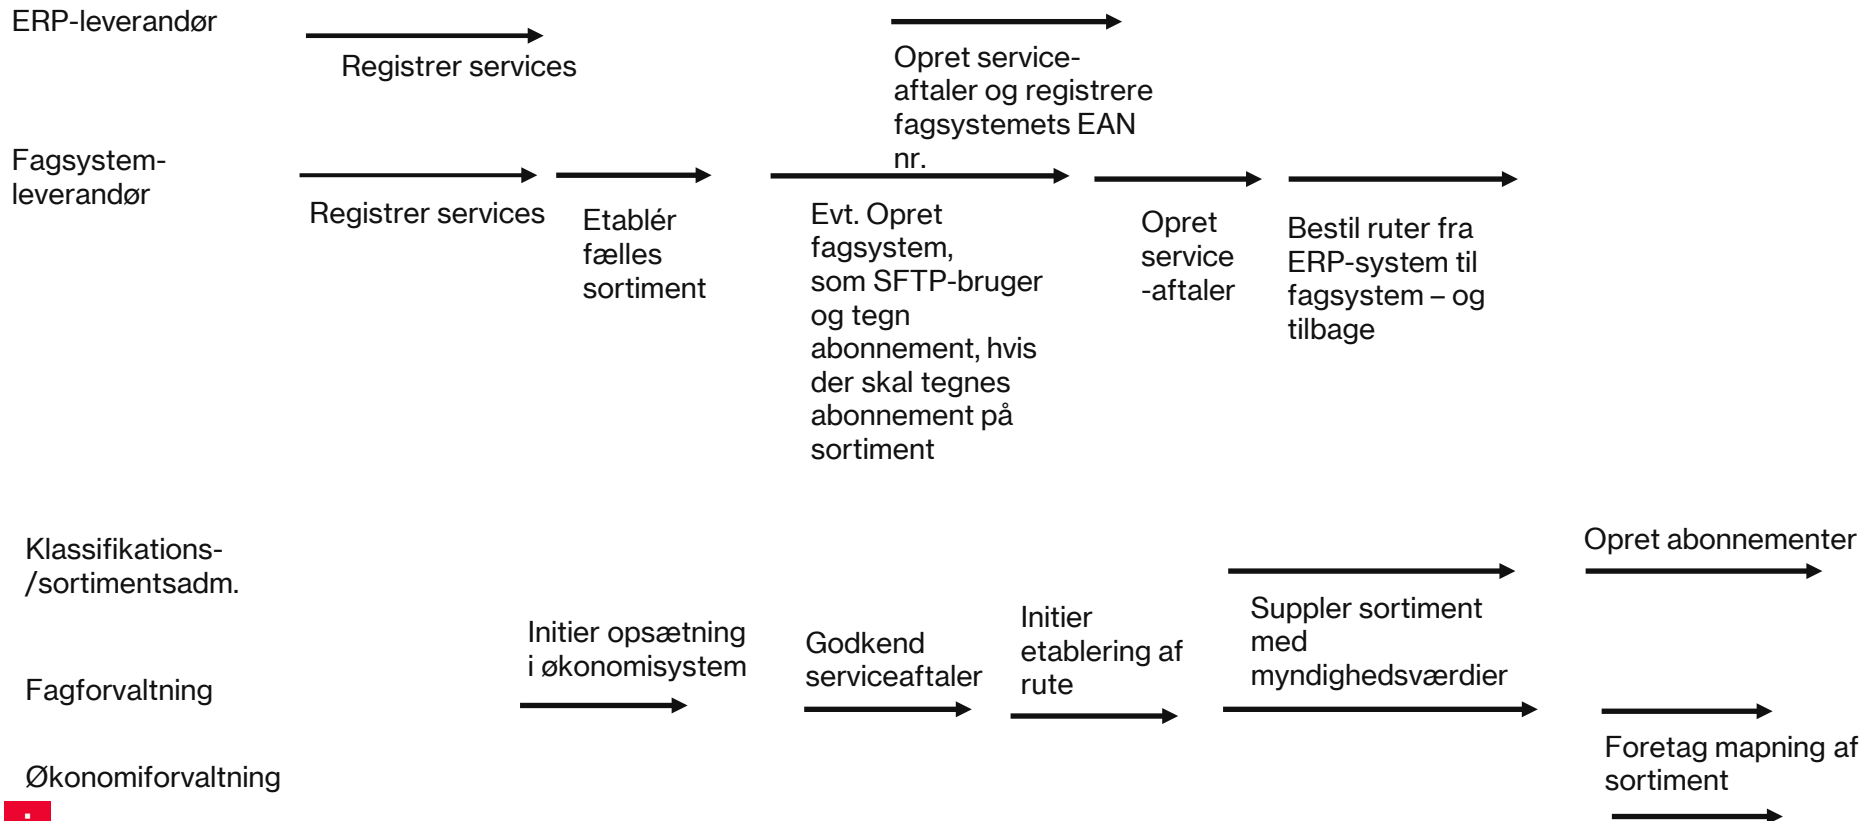 ERP-leverandør
Registrer services
Opret service-
aftaler og registrere
fagsystemets EAN
nr.
Fagsystem-
leverandør
Registrer services
Etablér
fælles
sortiment
Evt. Opret
fagsystem,
som SFTP-bruger
og tegn
abonnement, hvis
der skal tegnes
abonnement på
sortiment
Opret
service
-aftaler
Bestil ruter fra
ERP-system til
fagsystem – og
tilbage
Klassifikations-
/sortimentsadm.
Opret abonnementer
Suppler sortiment
med
myndighedsværdier
Fagforvaltning
Initier opsætning
i økonomisystem
Godkend
serviceaftaler
Initier
etablering af
rute
Foretag mapning af
sortiment
Økonomiforvaltning